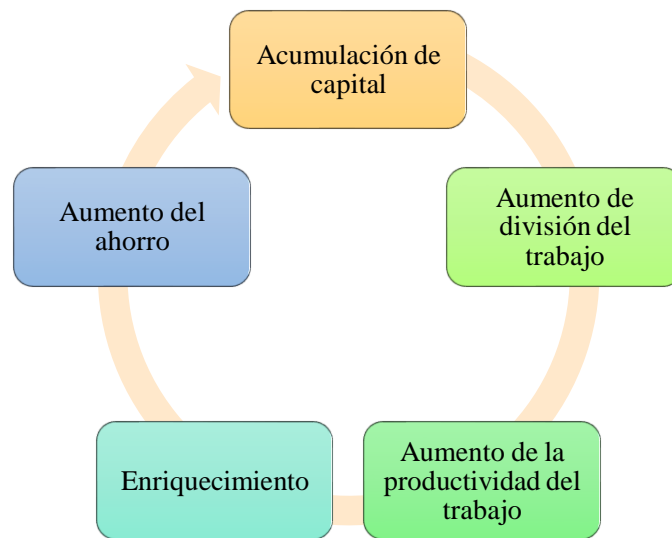 Acumulación de
capital
Aumento de
división del
trabajo
Aumento de la
productividad del
trabajo
Enriquecimiento
Aumento del
ahorro